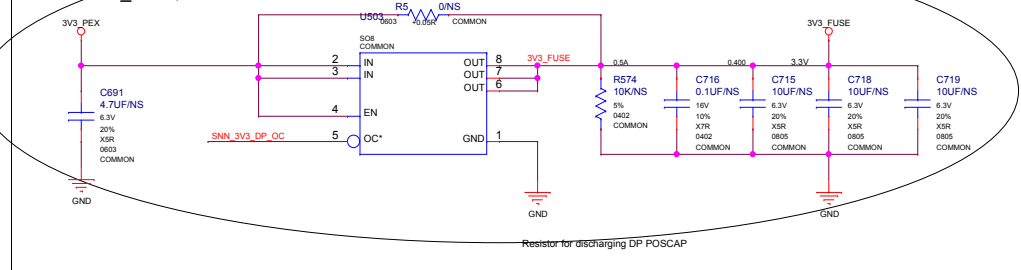 R5
0/NS
U503
0603
+0.05R
COMMON
3V3_PEX
3V3_FUSE
SO8
COMMON
2
IN
OUT
8
3V3_FUSE
0.5A
0.400
3.3V
3
IN
OUT
7
OUT
6
4
EN
SNN_3V3_DP_OC
5
OC*
GND
1
C691
4.7UF/NS
6.3V
20%
X5R
0603
COMMON
R574
10K/NS
5%
0402
COMMON
C716
0.1UF/NS
16V
10%
X7R
0402
COMMON
C715
10UF/NS
6.3V
20%
X5R
0805
COMMON
C718
10UF/NS
6.3V
20%
X5R
0805
COMMON
C719
10UF/NS
6.3V
20%
X5R
0805
COMMON
GND
GND
GND
Resistor for discharging DP POSCAP